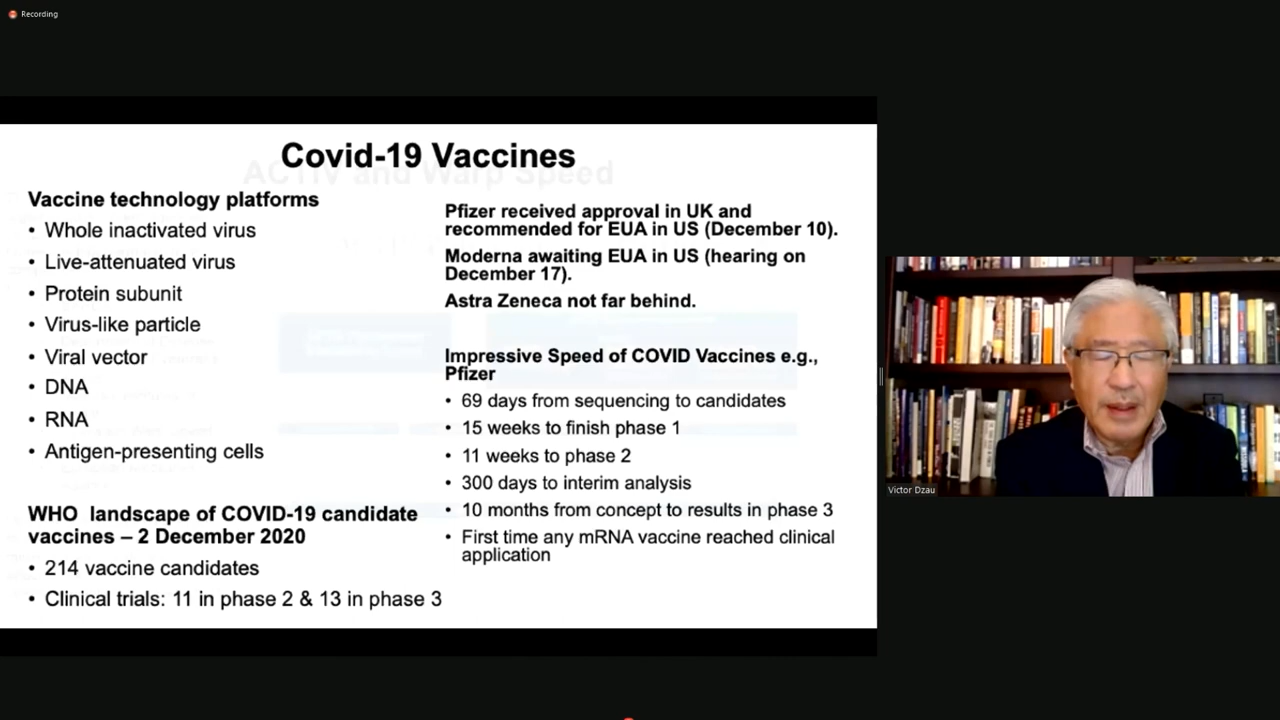 Recording
Covid-19 Vaccines
ACTIV and Warp Speed
Vaccine technology platforms
• Whole inactivated virus
• Live-attenuated virus
• Protein subunit
• Virus-like particle
• Viral vector
• DNA
• RNA
• Antigen-presenting cells
WHO landscape of COVID-19 candidate
vaccines – 2 December 2020
• 214 vaccine candidates
• Clinical trials: 11 in phase 2 & 13 in phase 3
Pfizer received approval in UK and
recommended for EUA in US (December 10).
Moderna awaiting EUA in US (hearing on
December 17).
Astra Zeneca not far behind.
Impressive Speed of COVID Vaccines e.g.,
Pfizer
• 69 days from sequencing to candidates
• 15 weeks to finish phase 1
• 11 weeks to phase 2
• 300 days to interim analysis
• 10 months from concept to results in phase 3
• First time any mRNA vaccine reached clinical
application
Victor Dzau